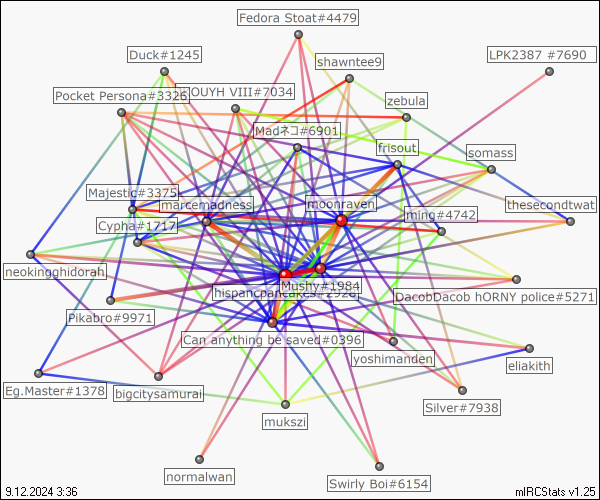 Fedora Stoat#4479
Duck#1245
shawntee9
LPK2387 #7690
Pocket Persona#3326
OUYH VIII#7034
zebula
Madネコ#6901
frisout
somass
Majestic#3375
marcemadness
moonraven
ming#4742
thesecondtwat
Cypha#1717
neokingghidorah
Mushy#1984
DacobDacob hORNY police#5271
Pikabro#9971
Can anything be saved#0396
yoshimanden
eliakith
Eg.Master#1378
bigcitysamurai
Silver#7938
mukszi
normalwan
Swirly Boi#6154
9.12.2024 3:36
mIRCStats v1.25